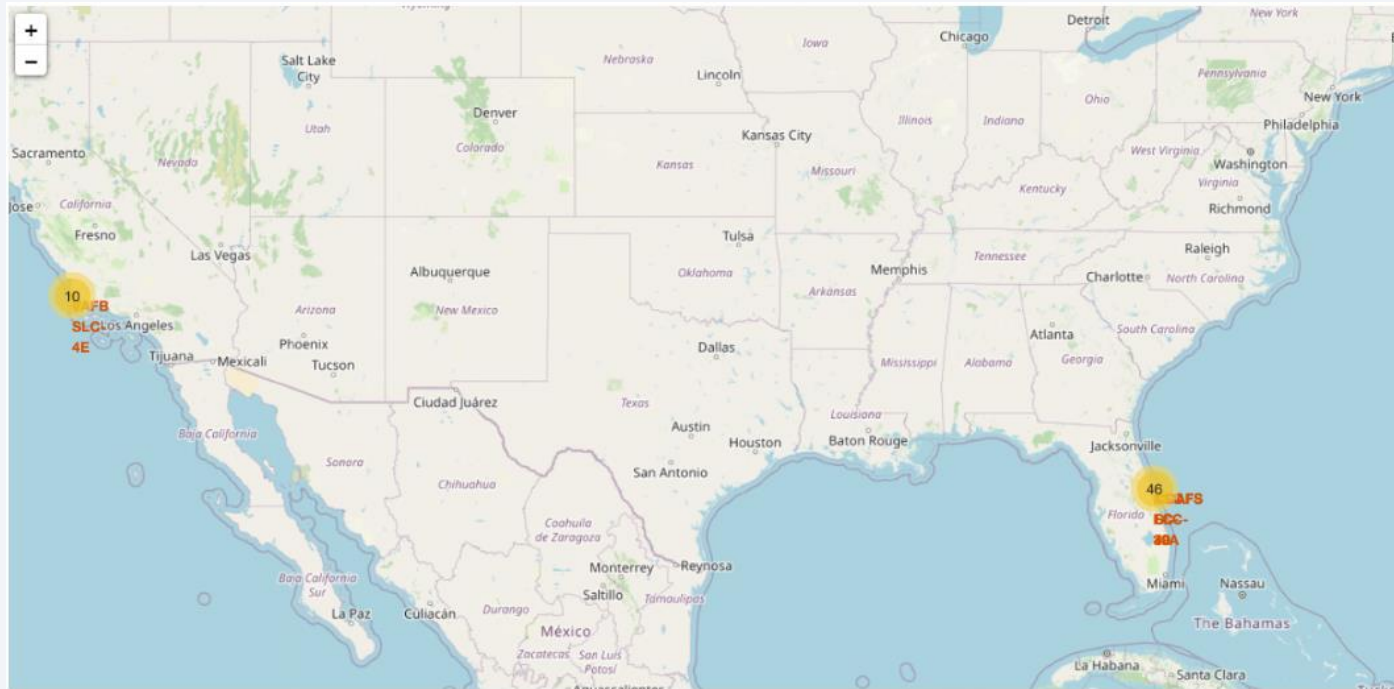 +
−
Wyoming
Detroit
New York
Chicago
Iowa
Salt Lake
City
Nebraska
Lincoln
Pennsylvania
New York
Ohio
Denver
Illinois
Indiana
Philadelphia
Utah
Kansas City
Sacramento
Nevada
Colorado
West Virginia
Washington
Kansas
Missouri
Kentucky
Virginia
Jose
California
Richmond
Fresno
Tulsa
Raleigh
Las Vegas
Albuquerque
Oklahoma
Memphis
Tennessee
Charlotte
North Carolina
10
AFB
Arizona
New Mexico
Arkansas
SLC-
Los Angeles
South Carolina
4E
Phoenix
Atlanta
Dallas
Tijuana
Mexicali
Tucson
Mississippi
Alabama
Georgia
Ciudad Juárez
Texas
Louisiana
Baja California
Austin
Houston
Baton Rouge
Jacksonville
Sonora
San Antonio
Chihuahua
46
AFS
Florida
Coahuila
de Zaragoza
Monterrey
Reynosa
Baja California
Sur
Saltillo
Miami
Nassau
Durango
Tamaulipas
La Paz
Culiacán
México
The Bahamas
Zacatecas
San Luis
Potosí
La Habana
Santa Clara
Aguascalientes